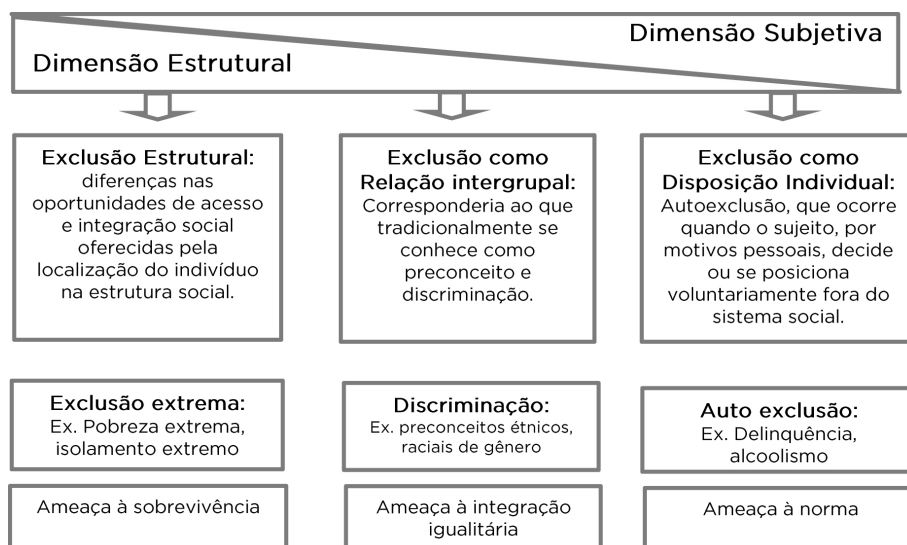 Dimensão Subjetiva
Dimensão Estrutural
Exclusão Estrutural:
diferenças nas
oportunidades de acesso
e integração social
oferecidas pela
localização do indivíduo
na estrutura social.
Exclusão como
Relação intergrupal:
Corresponderia ao que
tradicionalmente se
conhece como
preconceito e
discriminação.
Exclusão como
Disposição Individual:
Autoexclusão, que ocorre
quando o sujeito, por
motivos pessoais, decide
ou se posiciona
voluntariamente fora do
sistema social.
Exclusão extrema:
Ex. Pobreza extrema,
isolamento extremo
Discriminação:
Ex. preconceitos étnicos,
raciais de gênero
Auto exclusão:
Ex. Delinquência,
alcoolismo
Ameaça à sobrevivência
Ameaça à integração
igualitária
Ameaça à norma